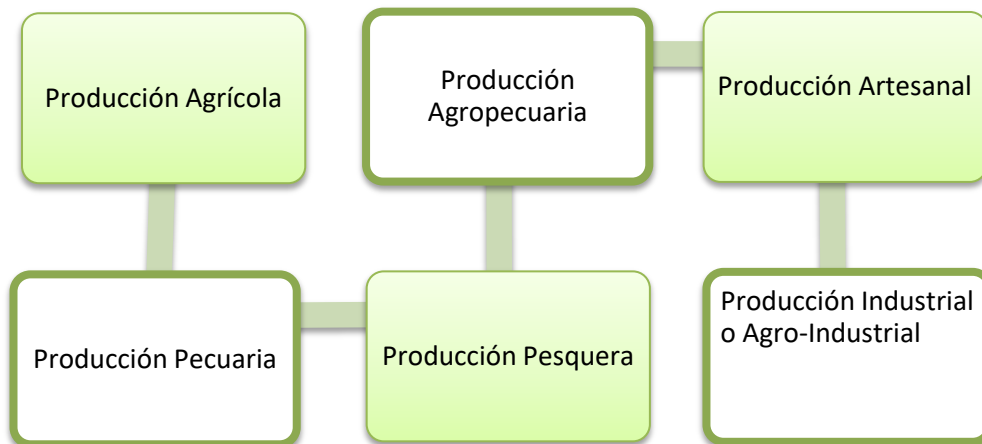 Producción Agrícola
Producción Pecuaria
Producción Pesquera
Producción
Agropecuaria
Producción Artesanal
Producción Industrial
o Agro-Industrial